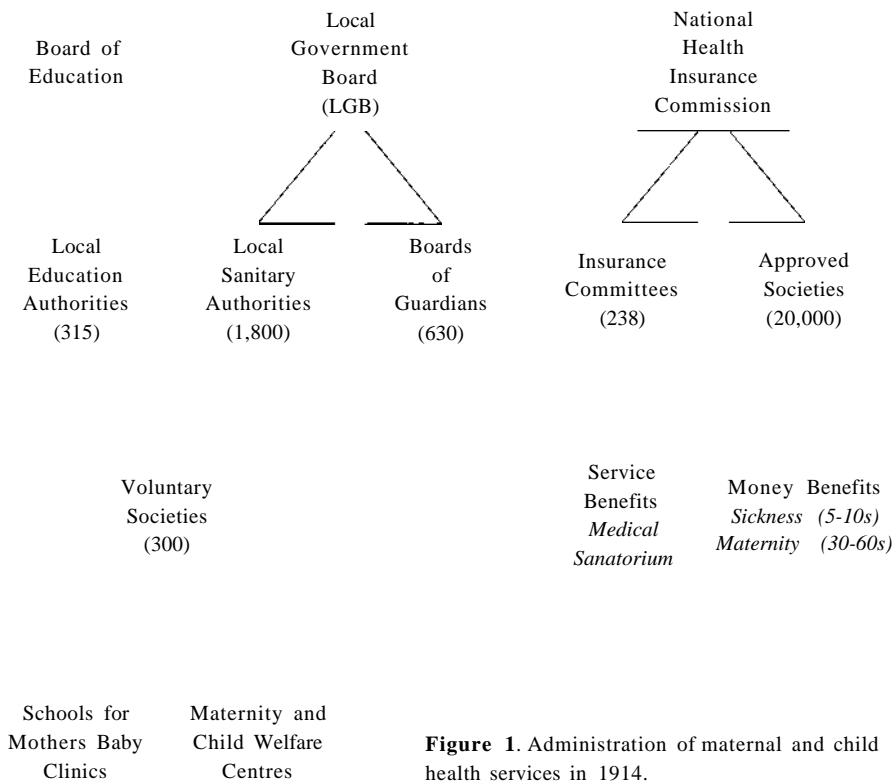 Board of
Education
Local
Government
Board
(LGB)
National
Health
Insurance
Commission
Local
Education
Authorities
(315)
Local
Sanitary
Authorities
(1,800)
Boards
of
Guardians
(630)
Insurance
Committees
(238)
Approved
Societies
(20,000)
Voluntary
Societies
(300)
Service
Benefits
Medical
Sanatorium
Money Benefits
Sickness (5-10s)
Maternity (30-60s)
Schools for
Mothers Baby
Clinics
Maternity and
Child Welfare
Centres
Figure 1. Administration of maternal and child
health services in 1914.